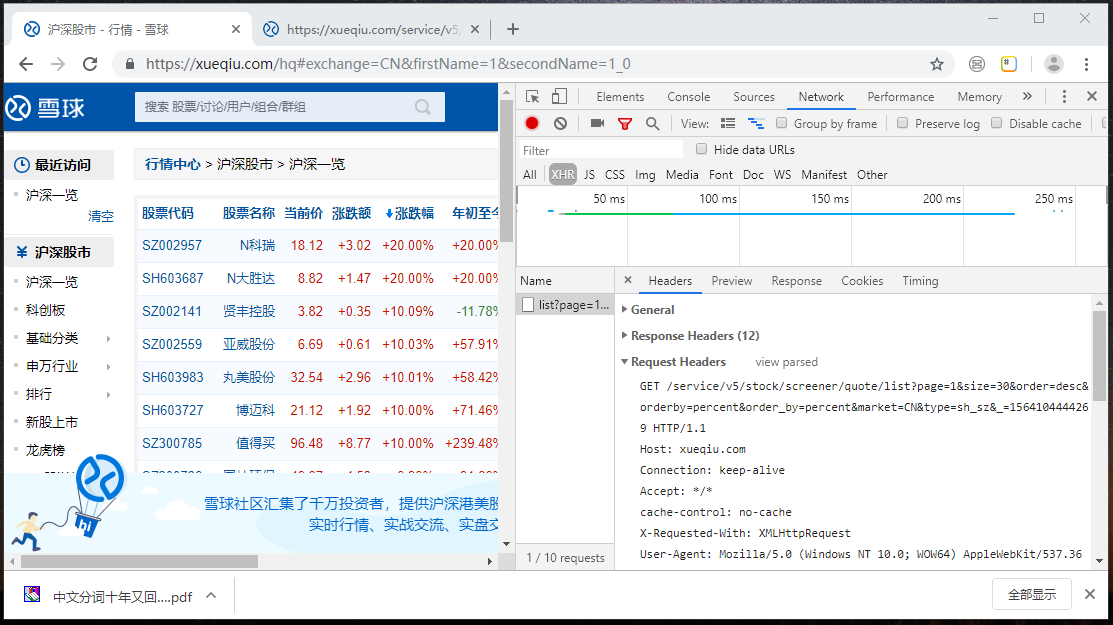 沪深股市 - 行情 - 雪球
https://xueqiu.com/service/v5/
https://xueqiu.com/hq#exchange=CN&firstName=1&secondName=1_0
雪球
搜索 股票/讨论/用户/组合/群组
最近访问
沪深一览
清空
沪深股市
沪深一览
科创板
基础分类
申万行业
排行
新股上市
龙虎榜
行情中心 > 沪深股市 > 沪深一览
股票代码 股票名称 当前价 涨跌额 涨跌幅 年初至今
SZ002957 N科瑞 18.12 +3.02 +20.00% +20.00%
SH603687 N大胜达 8.82 +1.47 +20.00% +20.00%
SZ002141 贤丰控股 3.82 +0.35 +10.09% -11.78%
SZ002559 亚威股份 6.69 +0.61 +10.03% +57.91%
SH603983 丸美股份 32.54 +2.96 +10.01% +58.42%
SH603727 博迈科 21.12 +1.92 +10.00% +71.46%
SZ300785 值得买 96.48 +8.77 +10.00% +239.48%
hi
雪球社区汇集了千万投资者，提供沪深港美股
实时行情、实战交流、实盘交
Elements Console Sources Network Performance Memory
View: Group by frame Preserve log Disable cache
Filter Hide data URLs
All XHR JS CSS Img Media Font Doc WS Manifest Other
50 ms 100 ms 150 ms 200 ms 250 ms
Name
list?page=1...
1 / 10 requests
Headers Preview Response Cookies Timing
General
Response Headers (12)
Request Headers view parsed
GET /service/v5/stock/screener/quote/list?page=1&size=30&order=desc&
orderby=percent&order_by=percent&market=CN&type=sh_sz&_=156410444426
9 HTTP/1.1
Host: xueqiu.com
Connection: keep-alive
Accept: */*
cache-control: no-cache
X-Requested-With: XMLHttpRequest
User-Agent: Mozilla/5.0 (Windows NT 10.0; WOW64) AppleWebKit/537.36
中文分词十年又回....pdf
全部显示